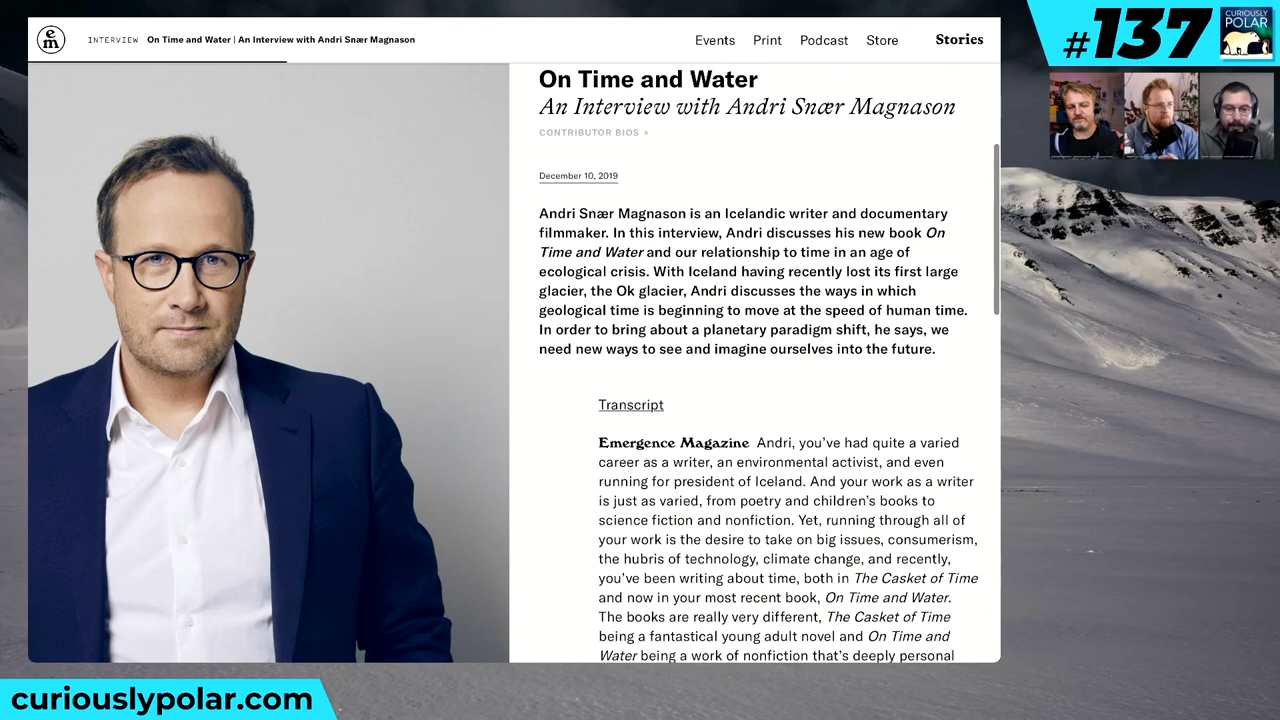 em
INTERVIEW On Time and Water | An Interview with Andri Snær Magnason
Events Print Podcast Store Stories
#137
CURIOUSLY
POLAR
On Time and Water
An Interview with Andri Snær Magnason
CONTRIBUTOR BIOS
December 10, 2019
Andri Snær Magnason is an Icelandic writer and documentary
filmmaker. In this interview, Andri discusses his new book On
Time and Water and our relationship to time in an age of
ecological crisis. With Iceland having recently lost its first large
glacier, the Ok glacier, Andri discusses the ways in which
geological time is beginning to move at the speed of human time.
In order to bring about a planetary paradigm shift, he says, we
need new ways to see and imagine ourselves into the future.
Transcript
Emergence Magazine Andri, you've had quite a varied
career as a writer, an environmental activist, and even
running for president of Iceland. And your work as a writer
is just as varied, from poetry and children's books to
science fiction and nonfiction. Yet, running through all of
your work is the desire to take on big issues, consumerism,
the hubris of technology, climate change, and recently,
you've been writing about time, both in The Casket of Time
and now in your most recent book, On Time and Water.
The books are really very different, The Casket of Time
being a fantastical young adult novel and On Time and
Water being a work of nonfiction that's deeply personal
curiouslypolar.com